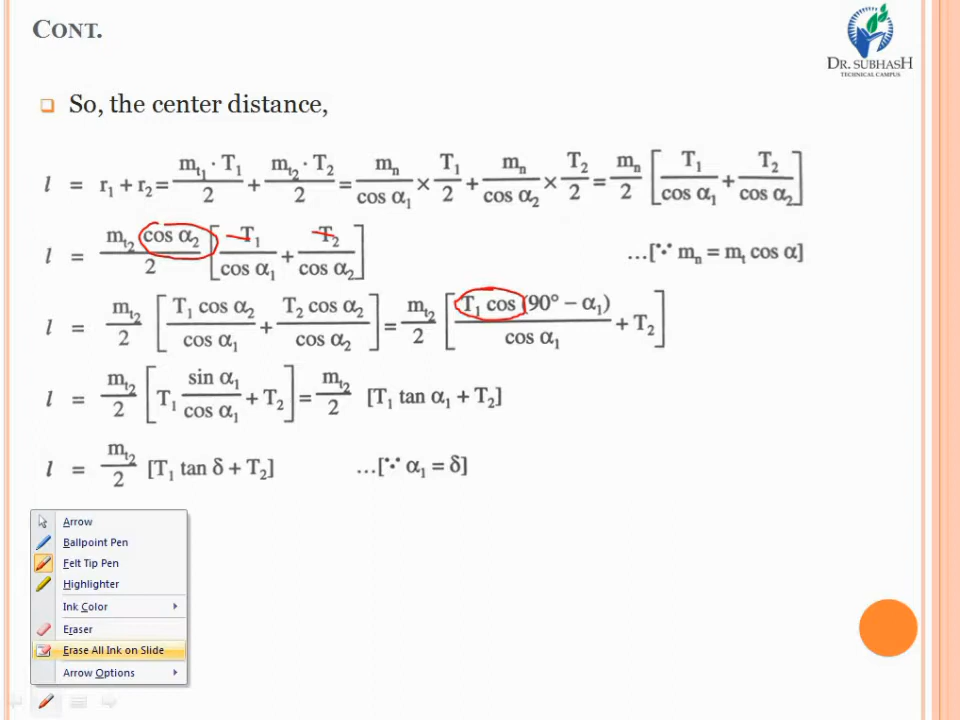 CONT.
DR. SUBHASH
TECHNICAL CAMPUS
So, the center distance,
l = r₁ + r₂ = m_t₁ · T₁ / 2 + m_t₂ · T₂ / 2 = m_n / cos α₁ × T₁ / 2 + m_n / cos α₂ × T₂ / 2 = m_n / 2 [ T₁ / cos α₁ + T₂ / cos α₂ ]
l = m_t₂ cos α₂ / 2 [ T₁ / cos α₁ + T₂ / cos α₂ ] ...[∵ m_n = m_t cos α]
l = m_t₂ / 2 [ T₁ cos α₂ / cos α₁ + T₂ cos α₂ / cos α₂ ] = m_t₂ / 2 [ T₁ cos (90° – α₁) / cos α₁ + T₂ ]
l = m_t₂ / 2 [ T₁ sin α₁ / cos α₁ + T₂ ] = m_t₂ / 2 [T₁ tan α₁ + T₂]
l = m_t₂ / 2 [T₁ tan δ + T₂] ...[∵ α₁ = δ]
Arrow
Ballpoint Pen
Felt Tip Pen
Highlighter
Ink Color
Eraser
Erase All Ink on Slide
Arrow Options